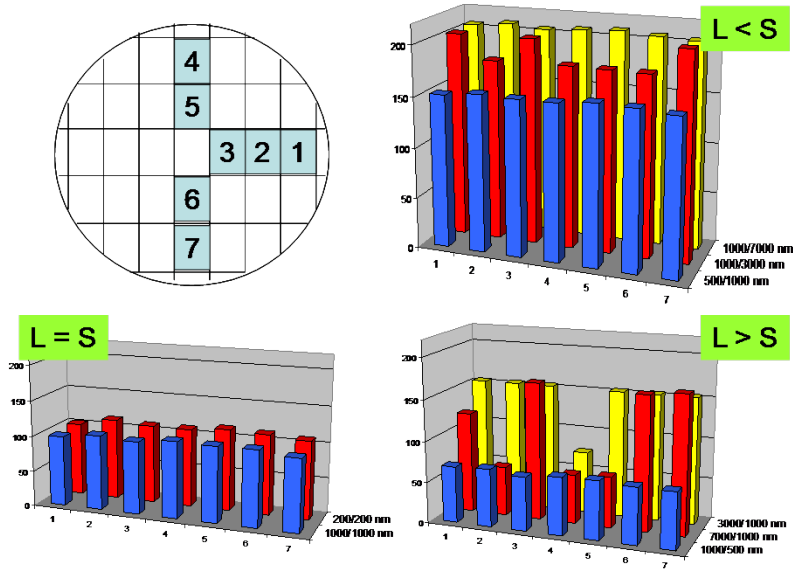 4
5
3 2 1
6
7
L < S
200
150
100
50
0
1 2 3 4 5 6 7
1000/7000 nm
1000/3000 nm
500/1000 nm
L = S
200
150
100
50
0
1 2 3 4 5 6 7
200/200 nm
1000/1000 nm
L > S
200
150
100
50
0
1 2 3 4 5 6 7
3000/1000 nm
7000/1000 nm
1000/500 nm